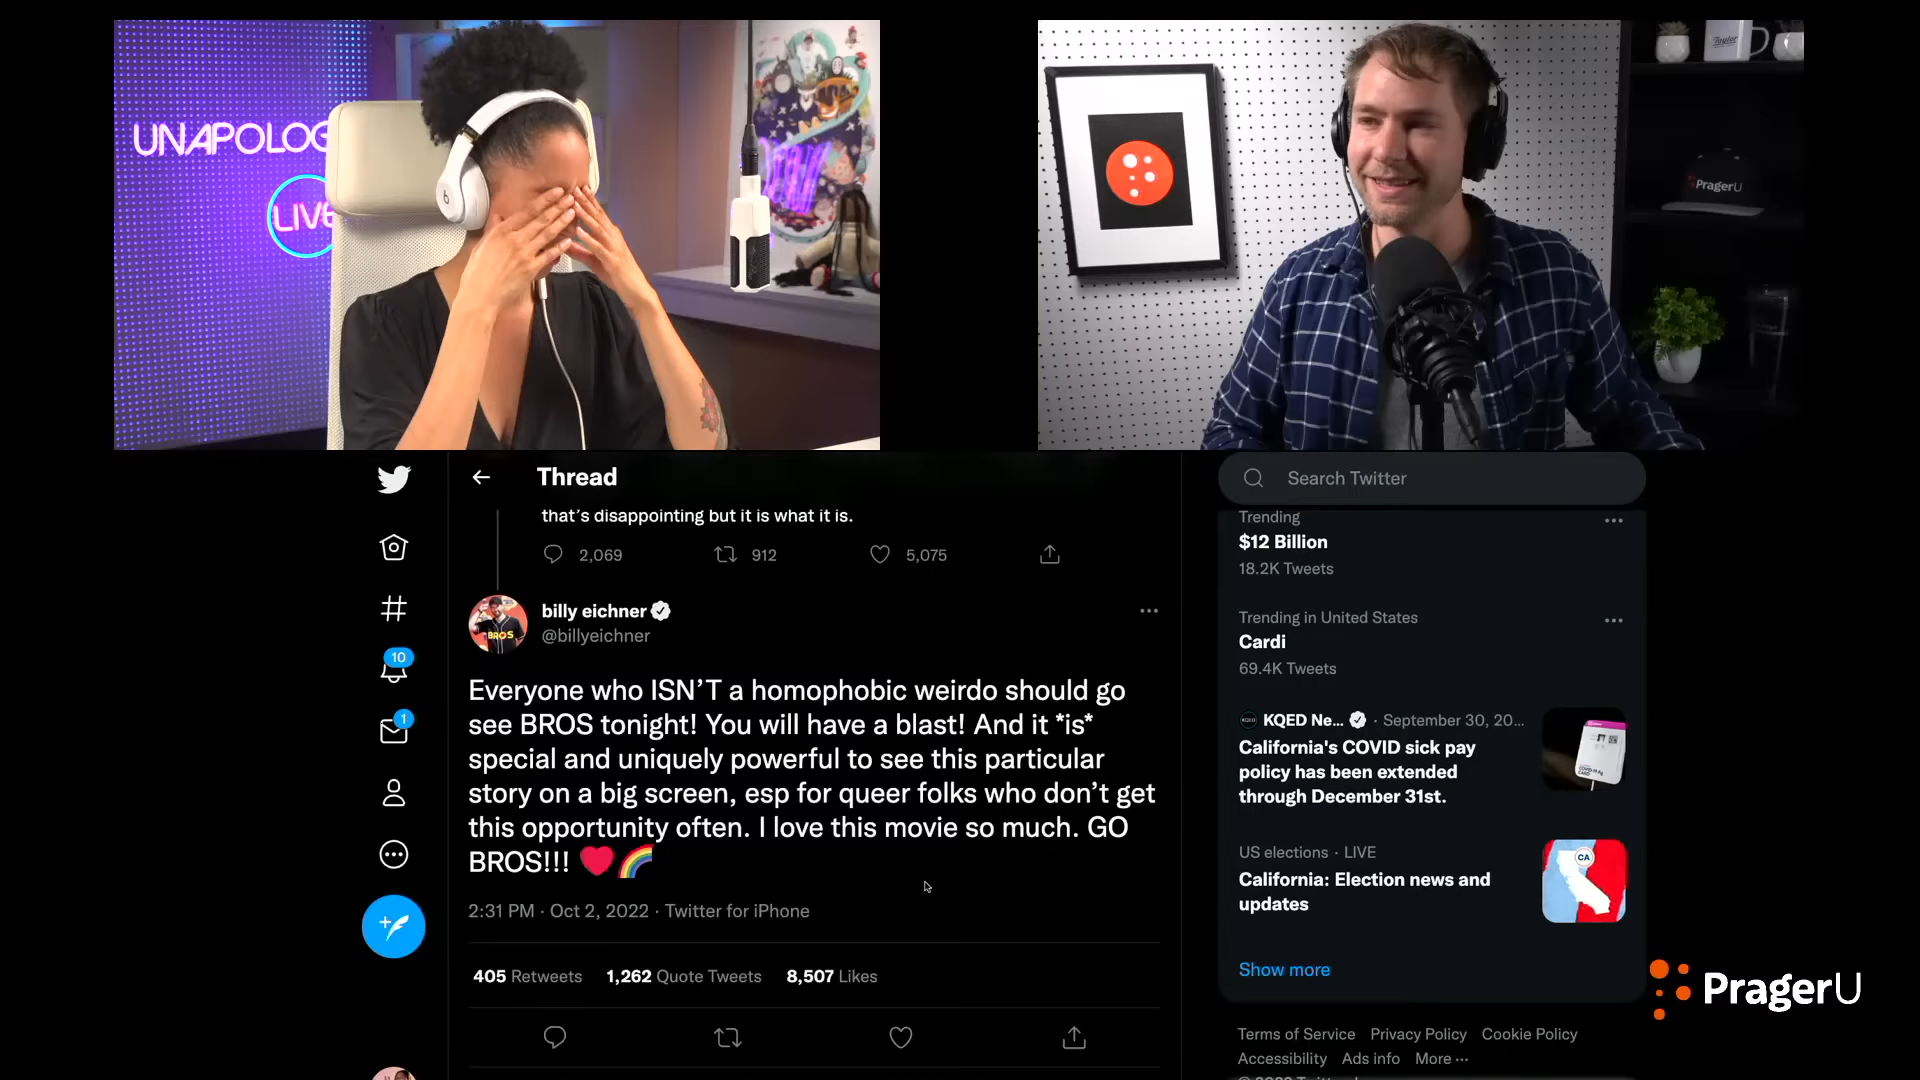 UNAPOLOG
LIVE
PragerU
Thread
that's disappointing but it is what it is.
2,069
912
5,075
billy eichner
@billyeichner
Everyone who ISN'T a homophobic weirdo should go
see BROS tonight! You will have a blast! And it *is*
special and uniquely powerful to see this particular
story on a big screen, esp for queer folks who don't get
this opportunity often. I love this movie so much. GO
BROS!!! ❤️🌈
2:31 PM · Oct 2, 2022 · Twitter for iPhone
405 Retweets 1,262 Quote Tweets 8,507 Likes
10
1
BROS
Search Twitter
Trending
$12 Billion
18.2K Tweets
Trending in United States
Cardi
69.4K Tweets
KQED Ne... · September 30, 20...
California's COVID sick pay
policy has been extended
through December 31st.
US elections · LIVE
California: Election news and
updates
CA
Show more
Terms of Service Privacy Policy Cookie Policy
Accessibility Ads info More ···
PragerU